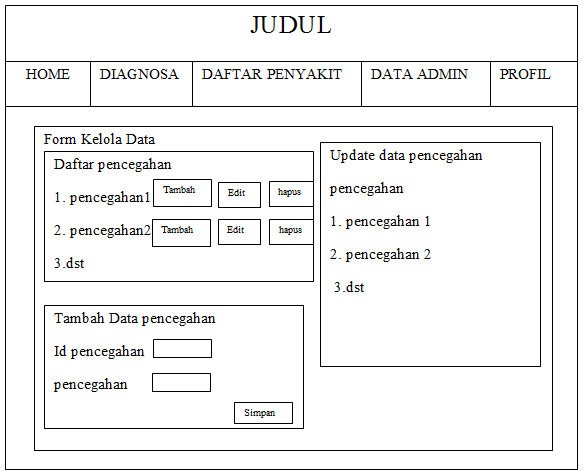 JUDUL
HOME DIAGNOSA DAFTAR PENYAKIT DATA ADMIN PROFIL
Form Kelola Data
Daftar pencegahan
1. pencegahan1 Tambah Edit hapus
2. pencegahan2 Tambah Edit hapus
3.dst
Tambah Data pencegahan
Id pencegahan
pencegahan
Simpan
Update data pencegahan
pencegahan
1. pencegahan 1
2. pencegahan 2
3.dst